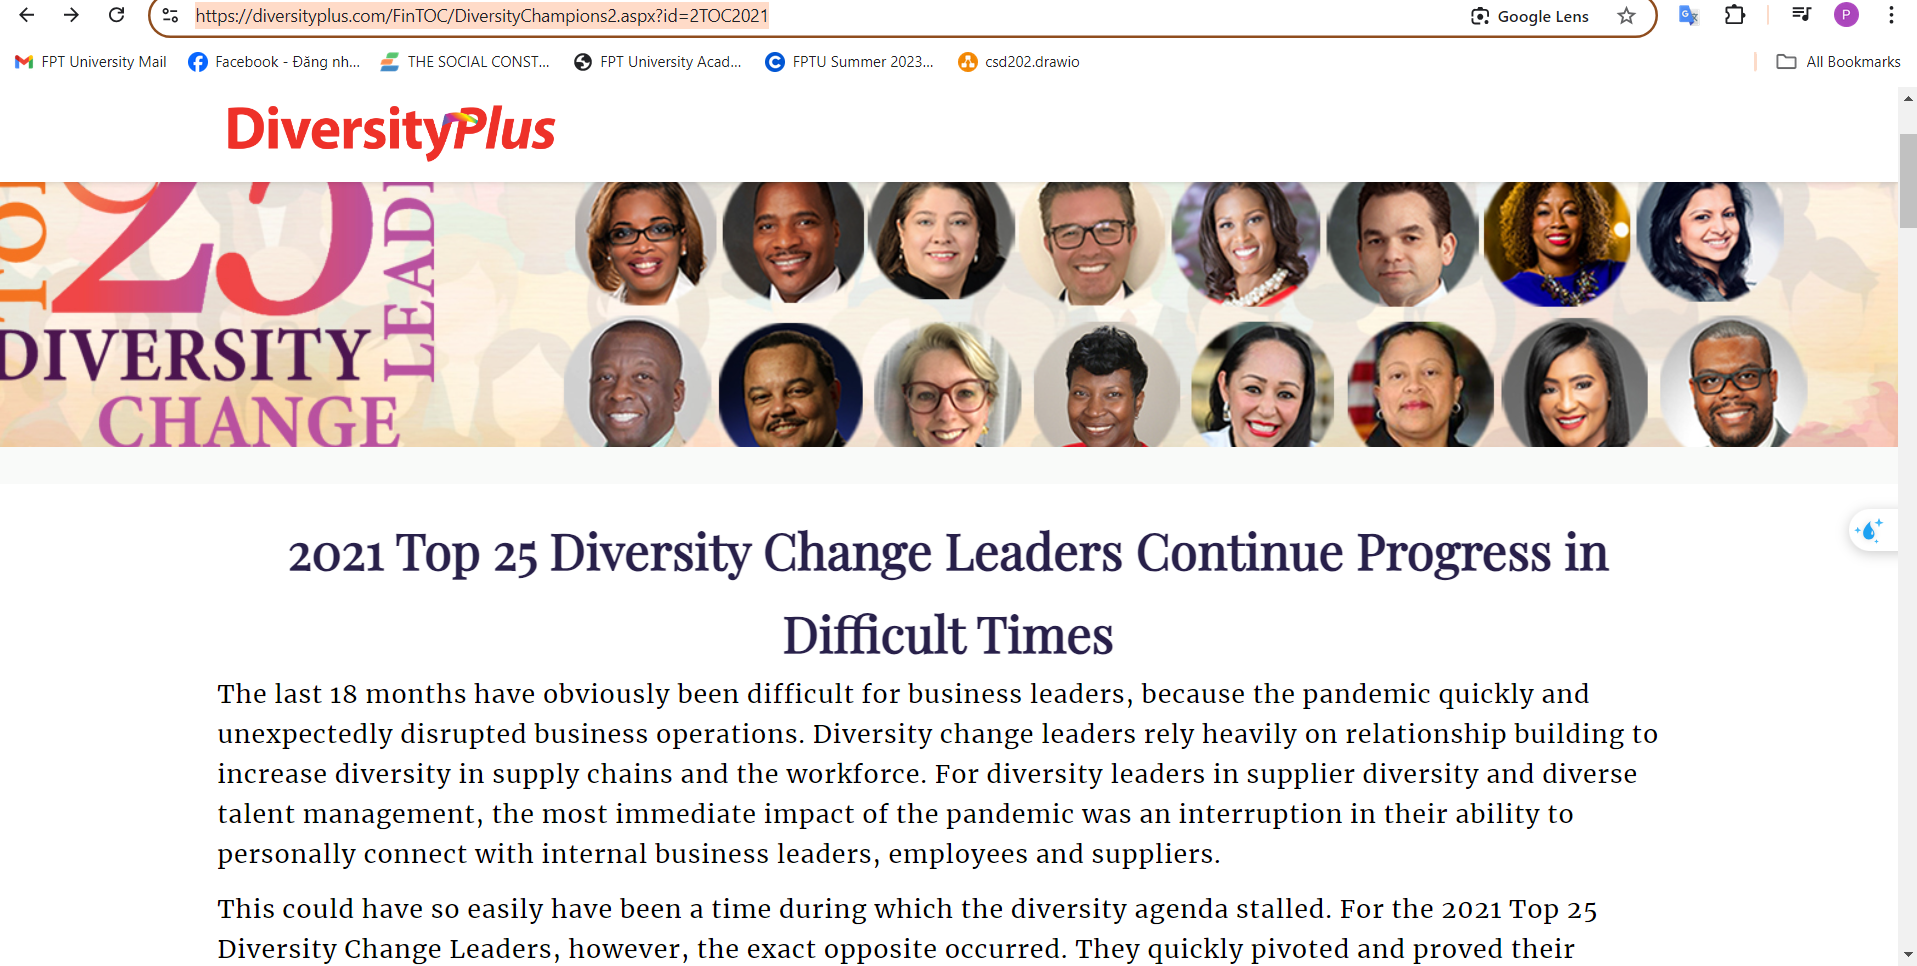 https://diversityplus.com/FinTOC/DiversityChampions2.aspx?id=2TOC2021
Google Lens
P
FPT University Mail
Facebook - Đăng nh...
THE SOCIAL CONST...
FPT University Acad...
FPTU Summer 2023...
csd202.drawio
All Bookmarks
DiversityPlus
25
DIVERSITY
CHANGE
2021 Top 25 Diversity Change Leaders Continue Progress in
Difficult Times
The last 18 months have obviously been difficult for business leaders, because the pandemic quickly and
unexpectedly disrupted business operations. Diversity change leaders rely heavily on relationship building to
increase diversity in supply chains and the workforce. For diversity leaders in supplier diversity and diverse
talent management, the most immediate impact of the pandemic was an interruption in their ability to
personally connect with internal business leaders, employees and suppliers.
This could have so easily have been a time during which the diversity agenda stalled. For the 2021 Top 25
Diversity Change Leaders, however, the exact opposite occurred. They quickly pivoted and proved their